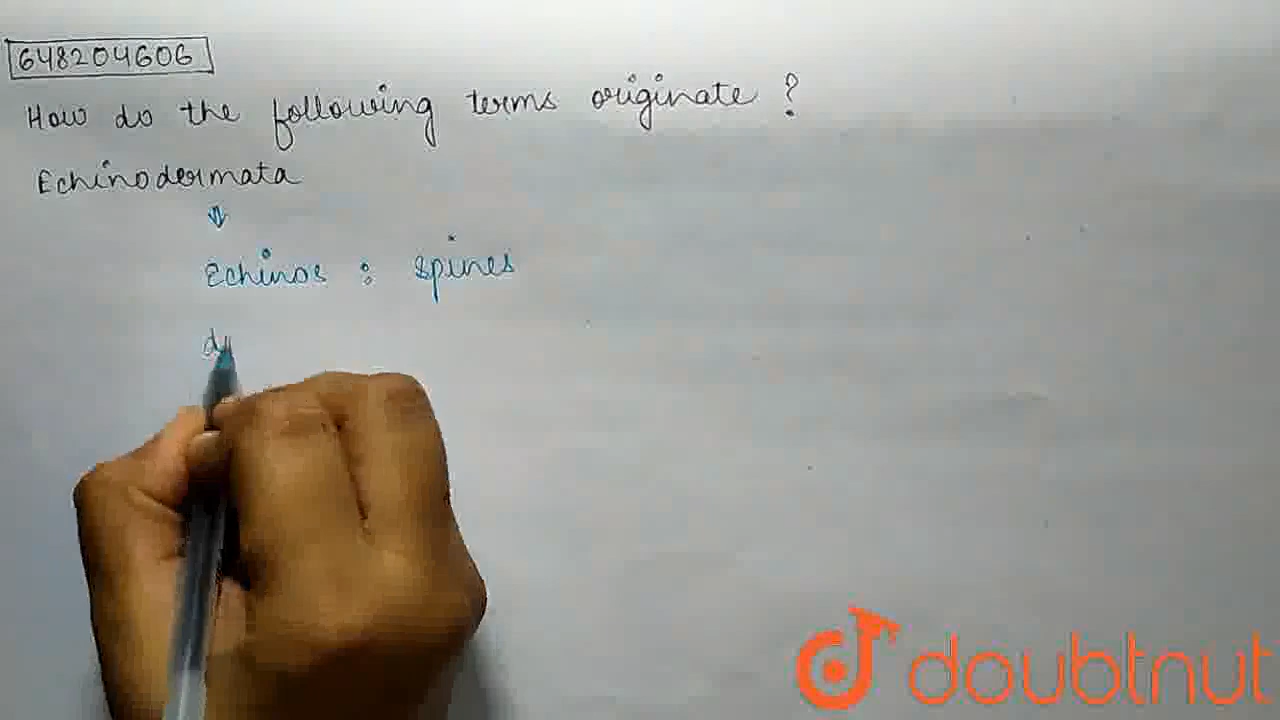 648204606
How do the following terms originate ?
Echinodermata
Echinos : spines
d
doubtnut